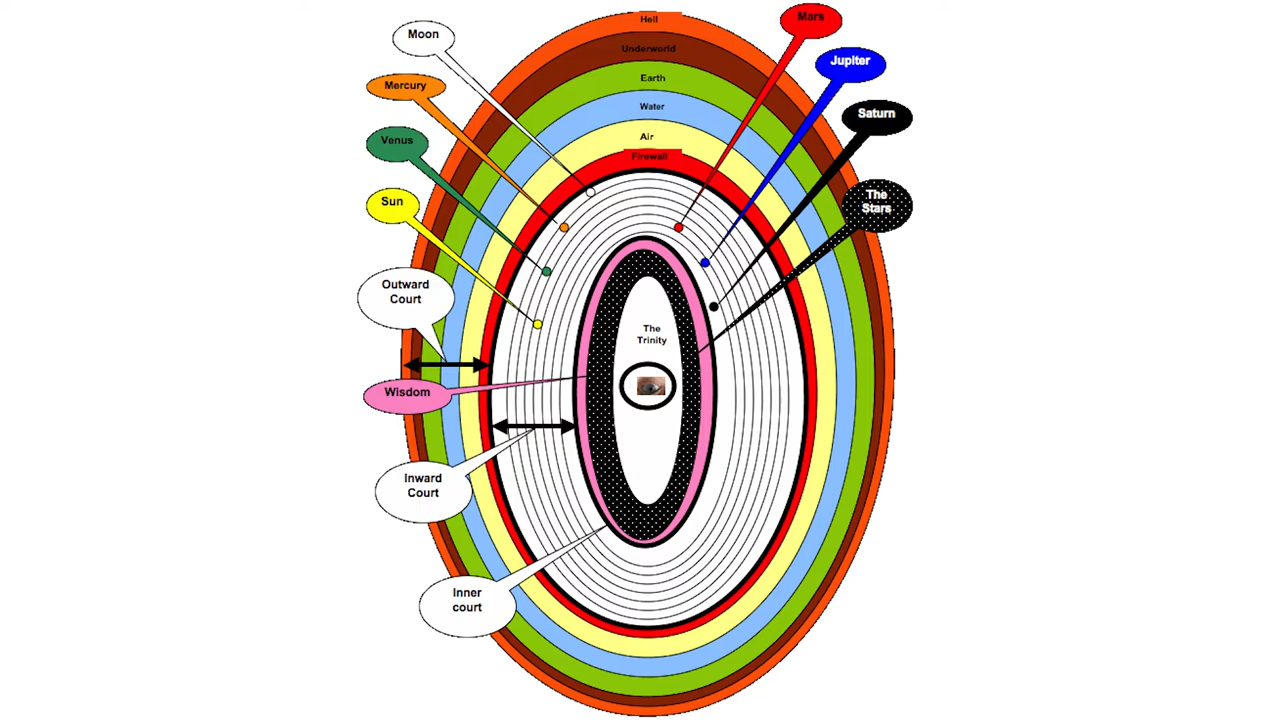 Hell
Underworld
Earth
Water
Air
Firewall
Moon
Mercury
Venus
Sun
Outward
Court
Wisdom
Inward
Court
Inner
court
Mars
Jupiter
Saturn
The
Stars
The
Trinity